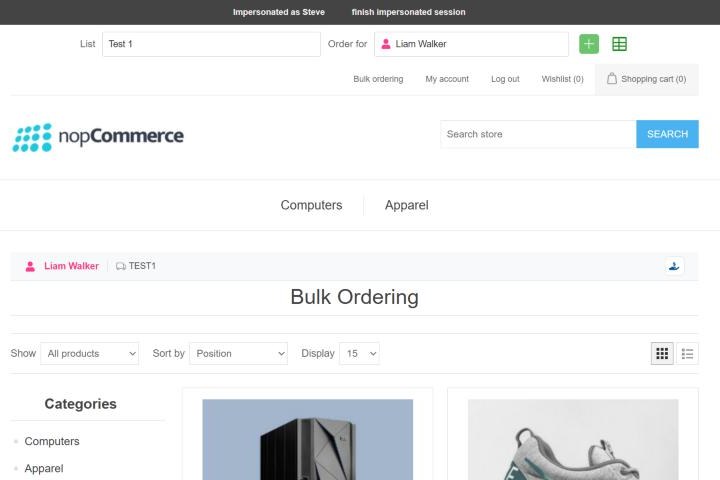 Impersonated as Steve finish impersonated session
List Test 1 Order for Liam Walker
Bulk ordering My account Log out Wishlist (0) Shopping cart (0)
nopCommerce
Search store SEARCH
Computers Apparel
Liam Walker TEST1
Bulk Ordering
Show All products Sort by Position Display 15
Categories
Computers
Apparel